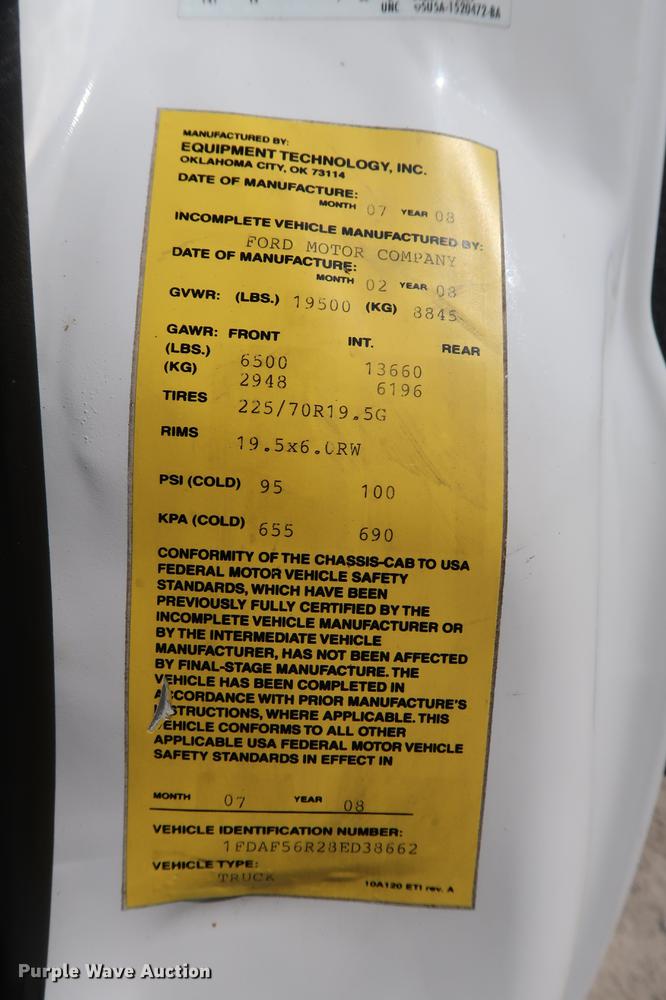 UNC ©5U5A-1520472-BA
MANUFACTURED BY:
EQUIPMENT TECHNOLOGY, INC.
OKLAHOMA CITY, OK 73114
DATE OF MANUFACTURE:
MONTH 07 YEAR 08
INCOMPLETE VEHICLE MANUFACTURED BY:
FORD MOTOR COMPANY
DATE OF MANUFACTURE:
MONTH 02 YEAR 08
GVWR: (LBS.) 19500 (KG) 8845
GAWR: FRONT INT. REAR
(LBS.) 6500 13660
(KG) 2948 6196
TIRES 225/70R19.5G
RIMS 19.5x6.0RW
PSI (COLD) 95 100
KPA (COLD) 655 690
CONFORMITY OF THE CHASSIS-CAB TO USA
FEDERAL MOTOR VEHICLE SAFETY
STANDARDS, WHICH HAVE BEEN
PREVIOUSLY FULLY CERTIFIED BY THE
INCOMPLETE VEHICLE MANUFACTURER OR
BY THE INTERMEDIATE VEHICLE
MANUFACTURER, HAS NOT BEEN AFFECTED
BY FINAL-STAGE MANUFACTURE. THE
VEHICLE HAS BEEN COMPLETED IN
ACCORDANCE WITH PRIOR MANUFACTURE'S
STRUCTIONS, WHERE APPLICABLE. THIS
VEHICLE CONFORMS TO ALL OTHER
APPLICABLE USA FEDERAL MOTOR VEHICLE
SAFETY STANDARDS IN EFFECT IN
MONTH 07 YEAR 08
VEHICLE IDENTIFICATION NUMBER:
1FDAF56R28ED38662
VEHICLE TYPE:
TRUCK
10A120 ETI rev. A
Purple Wave Auction